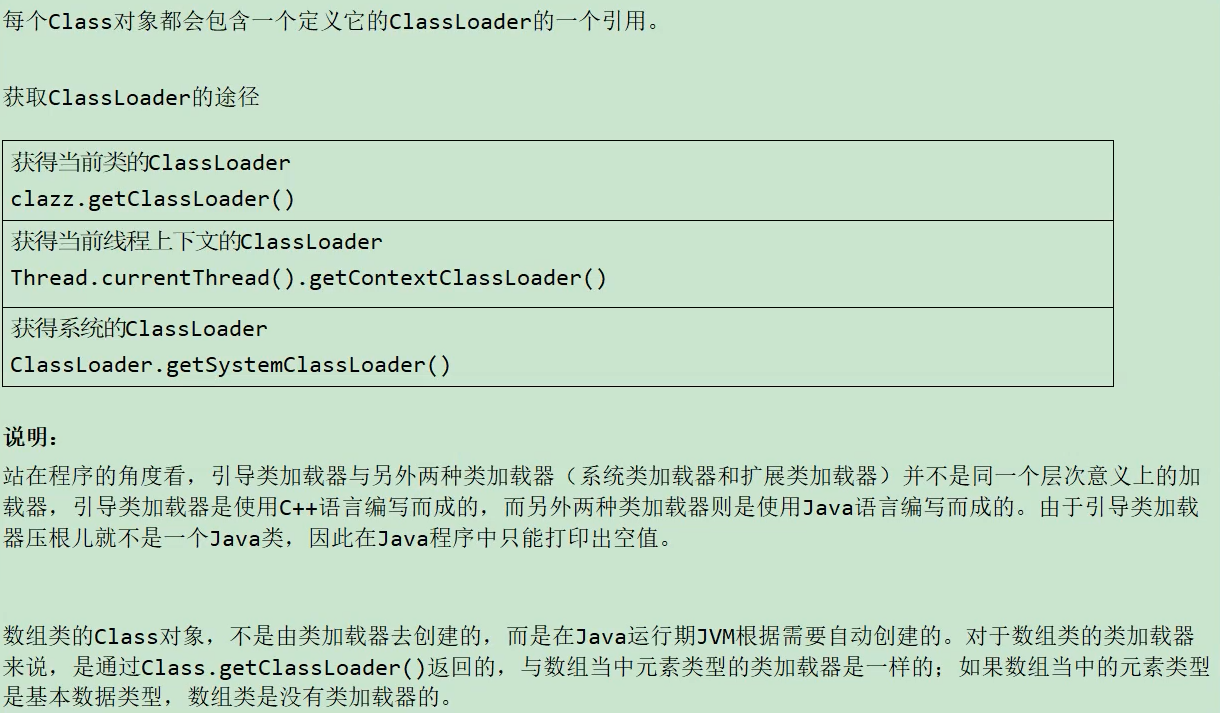 每个Class对象都会包含一个定义它的ClassLoader的一个引用。
获取ClassLoader的途径
获得当前类的ClassLoader
clazz.getClassLoader()
获得当前线程上下文的ClassLoader
Thread.currentThread().getContextClassLoader()
获得系统的ClassLoader
ClassLoader.getSystemClassLoader()
说明：
站在程序的角度看，引导类加载器与另外两种类加载器（系统类加载器和扩展类加载器）并不是同一个层次意义上的加
载器，引导类加载器是使用C++语言编写而成的，而另外两种类加载器则是使用Java语言编写而成的。由于引导类加载
器压根儿就不是一个Java类，因此在Java程序中只能打印出空值。
数组类的Class对象，不是由类加载器去创建的，而是在Java运行期JVM根据需要自动创建的。对于数组类的类加载器
来说，是通过Class.getClassLoader()返回的，与数组当中元素类型的类加载器是一样的；如果数组当中的元素类型
是基本数据类型，数组类是没有类加载器的。